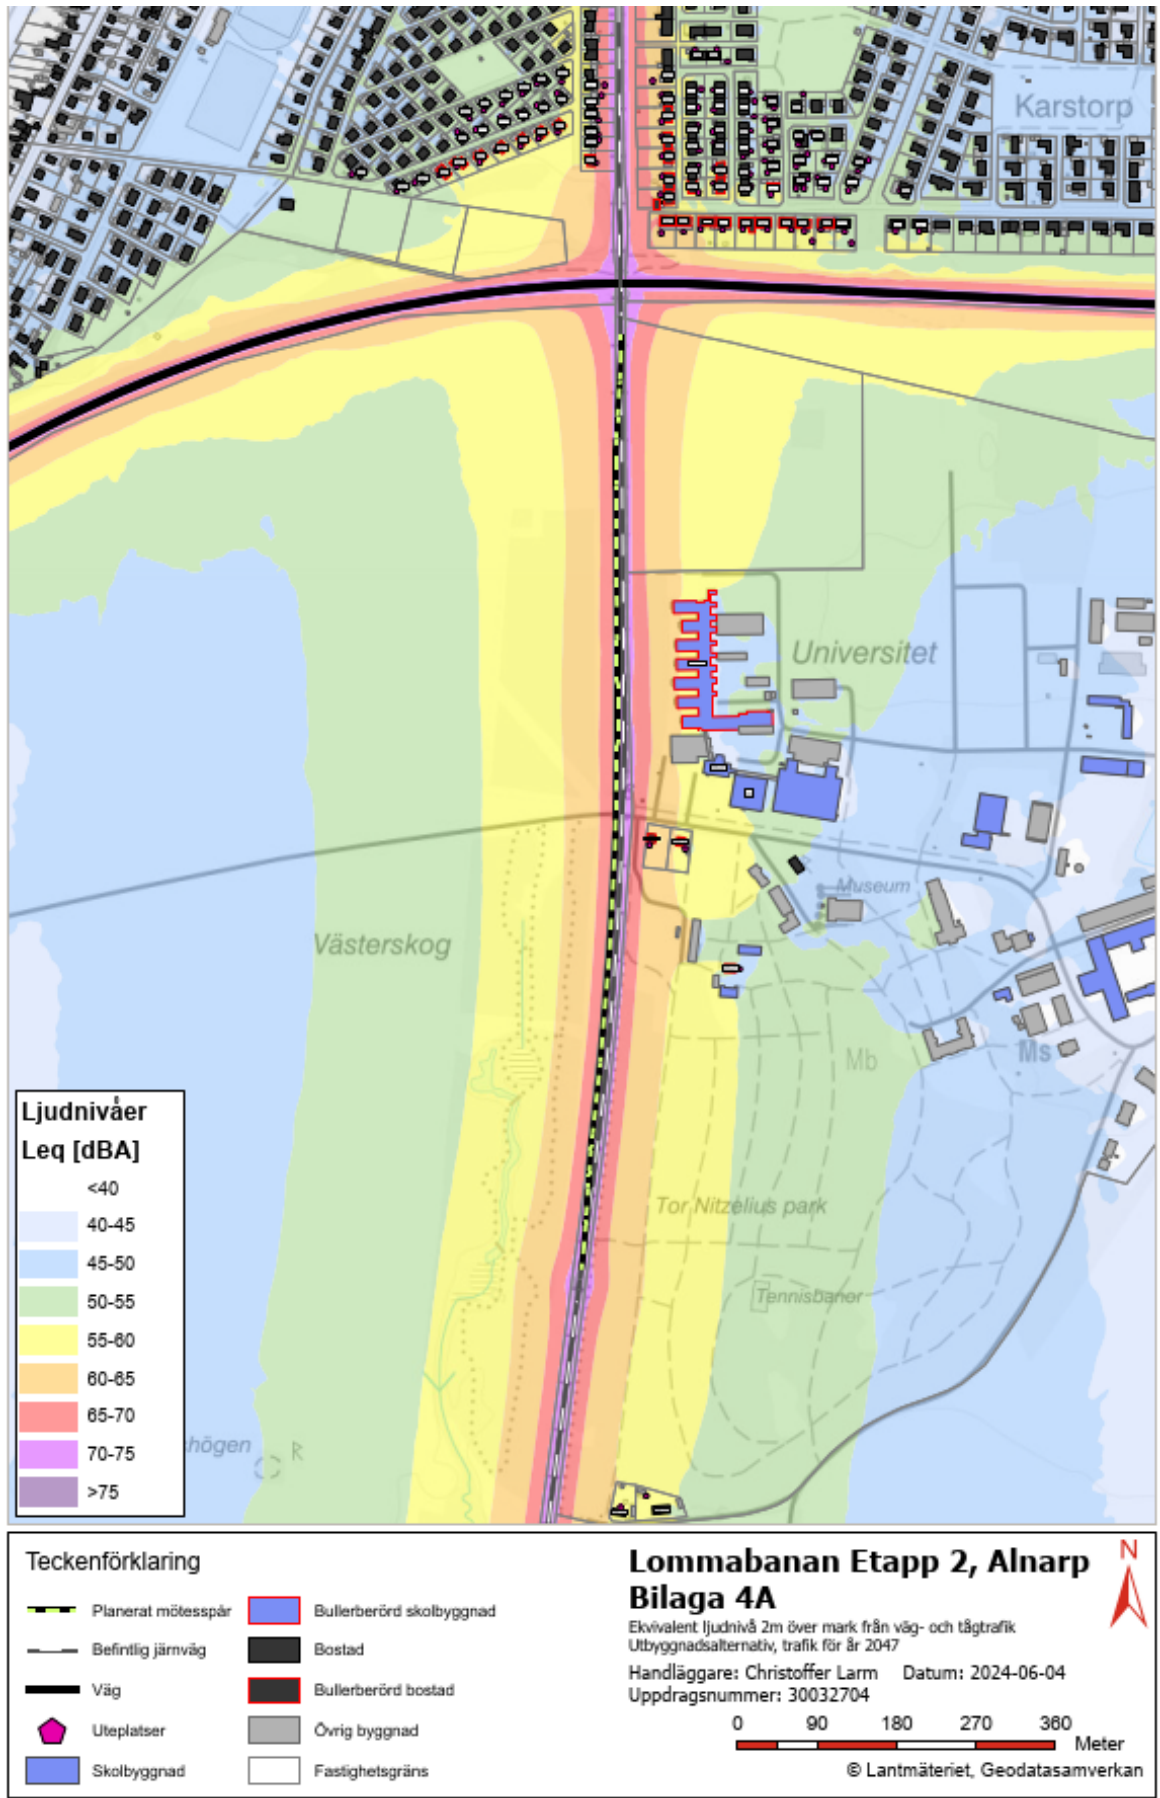 Karstorp
Universitet
Museum
Västerskog
Mb
Ms
Tor Nitzelius park
Tennisbanor
högen
R
Ljudnivåer
Leq [dBA]
<40
40-45
45-50
50-55
55-60
60-65
65-70
70-75
>75
Teckenförklaring
Planerat mötesspår
Befintlig järnväg
Väg
Uteplatser
Skolbyggnad
Bullerberörd skolbyggnad
Bostad
Bullerberörd bostad
Övrig byggnad
Fastighetsgräns
Lommabanan Etapp 2, Alnarp
Bilaga 4A
Ekvivalent ljudnivå 2m över mark från väg- och tågtrafik
Utbyggnadsalternativ, trafik för år 2047
Handläggare: Christoffer Larm Datum: 2024-06-04
Uppdragsnummer: 30032704
N
0 90 180 270 360
Meter
© Lantmäteriet, Geodatasamverkan